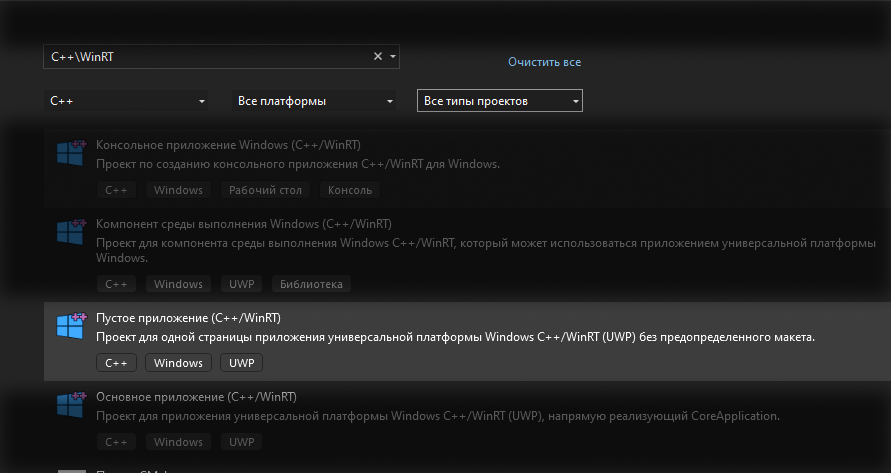 C++\WinRT
Очистить все
C++ Все платформы Все типы проектов
Консольное приложение Windows (C++/WinRT)
Проект по созданию консольного приложения C++/WinRT для Windows.
C++ Windows Рабочий стол Консоль
Компонент среды выполнения Windows (C++/WinRT)
Проект для компонента среды выполнения Windows C++/WinRT, который может использоваться приложением универсальной платформы
Windows.
C++ Windows UWP Библиотека
Пустое приложение (C++/WinRT)
Проект для одной страницы приложения универсальной платформы Windows C++/WinRT (UWP) без предопределенного макета.
C++ Windows UWP
Основное приложение (C++/WinRT)
Проект для приложения универсальной платформы Windows C++/WinRT (UWP), напрямую реализующий CoreApplication.
C++ Windows UWP